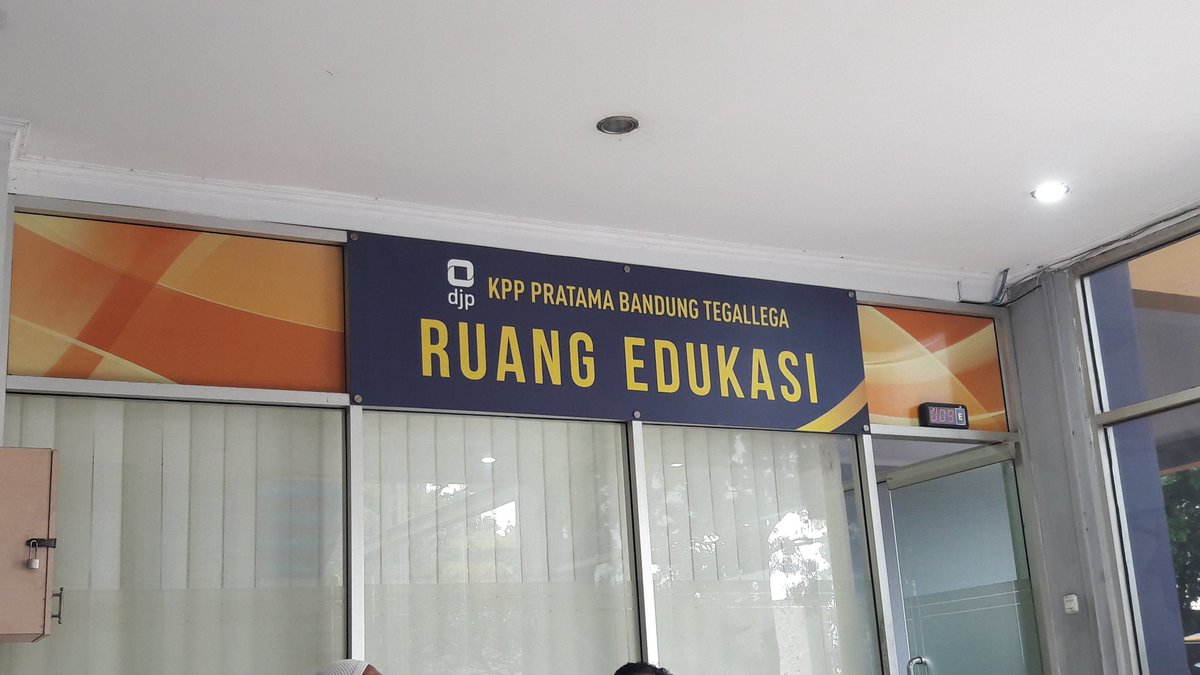 djp
KPP PRATAMA BANDUNG TEGALLEGA
RUANG EDUKASI
E